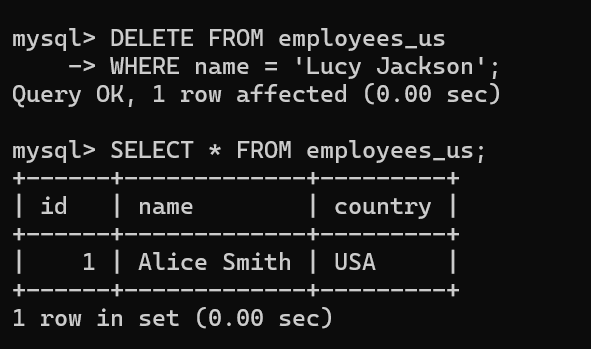 mysql> DELETE FROM employees_us
    -> WHERE name = 'Lucy Jackson';
Query OK, 1 row affected (0.00 sec)

mysql> SELECT * FROM employees_us;
+------+-------------+---------+
| id   | name        | country |
+------+-------------+---------+
|    1 | Alice Smith | USA     |
+------+-------------+---------+
1 row in set (0.00 sec)